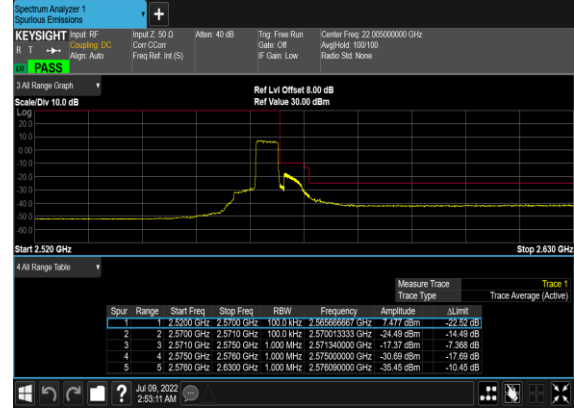 Spectrum Analyzer 1
Spurious Emissions
+
KEYSIGHT Input: RF Input Z: 50 Ω Atten: 40 dB Trig: Free Run Center Freq: 22.005000000 GHz
R T Coupling: DC Corr CCorr Gate: Off Avg|Hold: 100/100
Align: Auto Freq Ref: Int (S) IF Gain: Low Radio Std: None
PASS
3 All Range Graph
Ref Lvl Offset 8.00 dB
Scale/Div 10.0 dB Ref Value 30.00 dBm
Log
20.0
10.0
0.00
-10.0
-20.0
-30.0
-40.0
-50.0
-60.0
Start 2.520 GHz Stop 2.630 GHz
4 All Range Table
Measure Trace Trace 1
Trace Type Trace Average (Active)
Spur Range Start Freq Stop Freq RBW Frequency Amplitude ΔLimit
1 1 2.5200 GHz 2.5700 GHz 100.0 kHz 2.565666667 GHz 7.477 dBm -22.52 dB
2 2 2.5700 GHz 2.5710 GHz 100.0 kHz 2.570013333 GHz -24.49 dBm -14.49 dB
3 3 2.5710 GHz 2.5750 GHz 1.000 MHz 2.571340000 GHz -17.37 dBm -7.368 dB
4 4 2.5750 GHz 2.5760 GHz 1.000 MHz 2.575000000 GHz -30.69 dBm -17.69 dB
5 5 2.5760 GHz 2.6300 GHz 1.000 MHz 2.576090000 GHz -35.45 dBm -10.45 dB
? Jul 09, 2022
2:53:11 AM